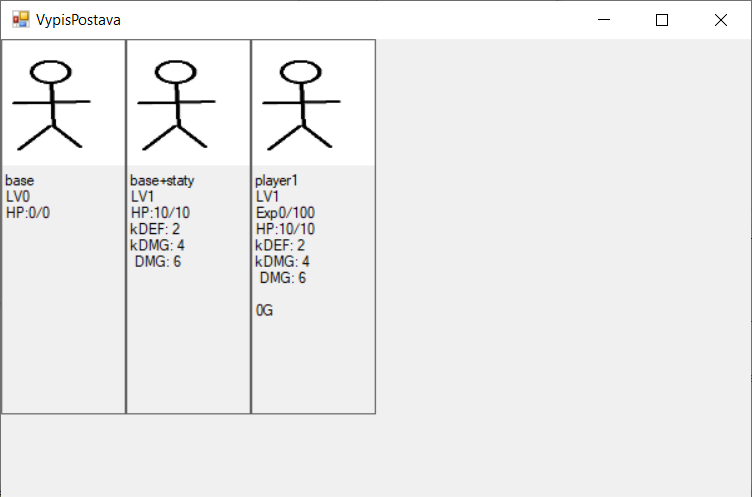 VypisPostava
base
LV0
HP:0/0
base+staty
LV1
HP:10/10
kDEF: 2
kDMG: 4
DMG: 6
player1
LV1
Exp0/100
HP:10/10
kDEF: 2
kDMG: 4
DMG: 6
0G